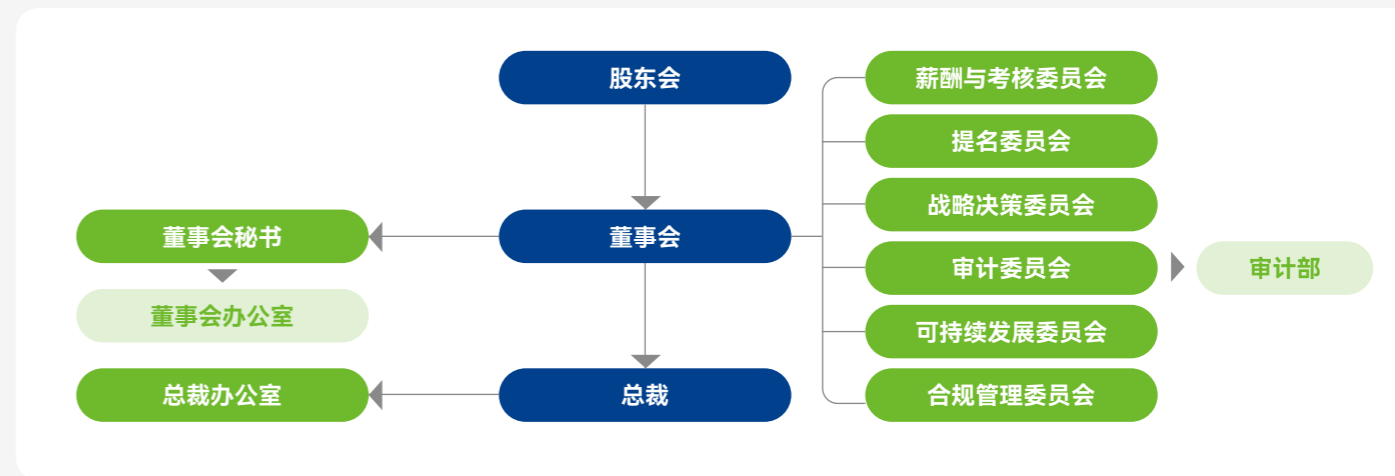 股东会
薪酬与考核委员会
提名委员会
战略决策委员会
董事会秘书
董事会
审计委员会
审计部
董事会办公室
可持续发展委员会
总裁办公室
总裁
合规管理委员会